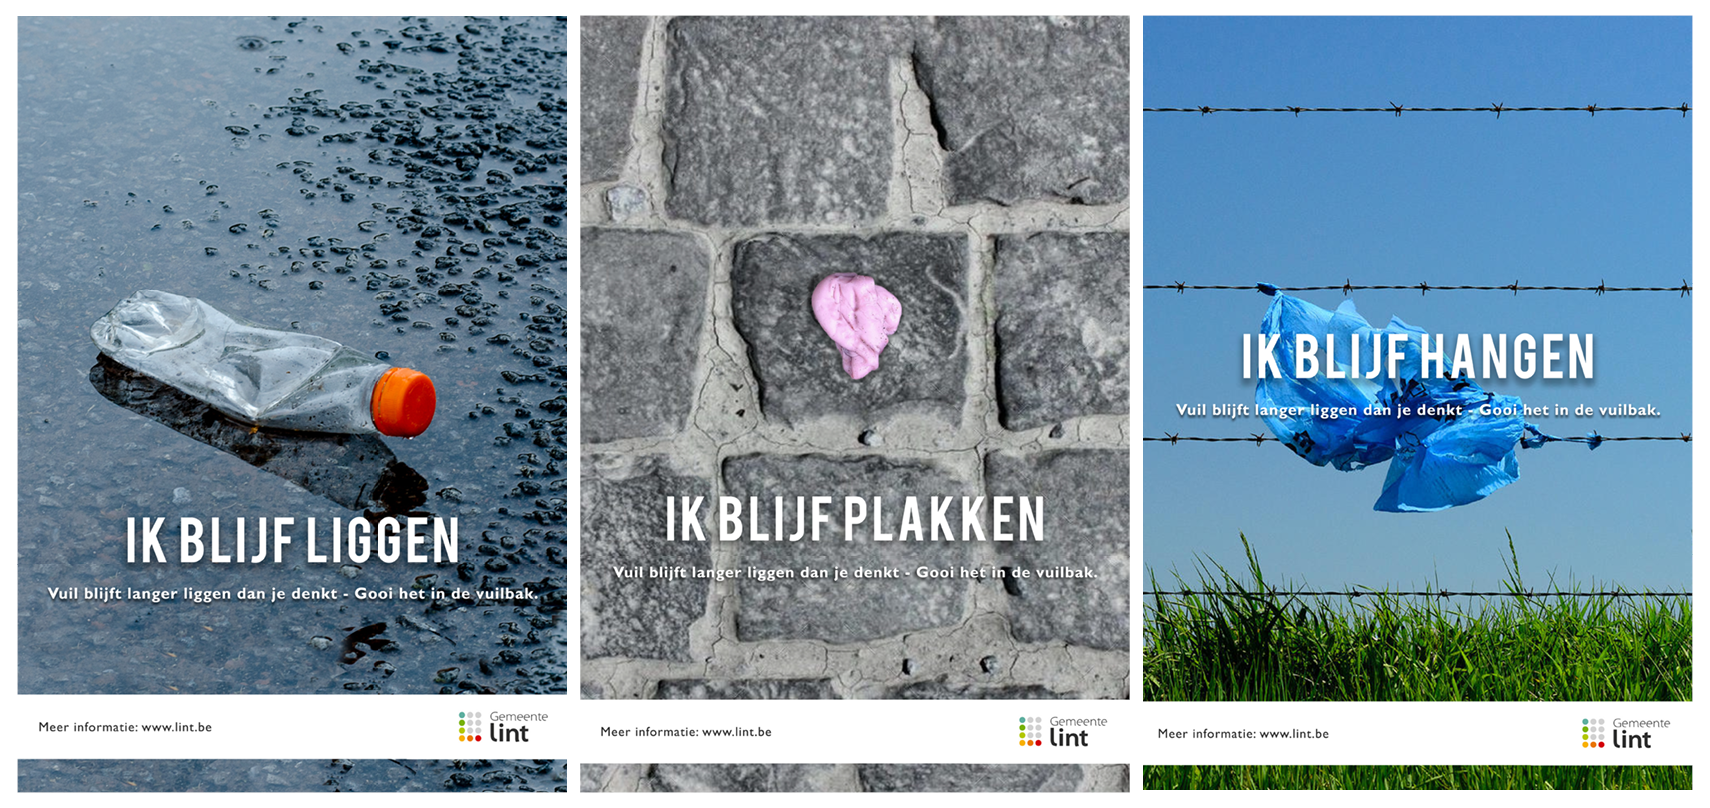 IK BLIJF LIGGEN
Vuil blijft langer liggen dan je denkt - Gooi het in de vuilbak.
Meer informatie: www.lint.be
Gemeente
lint
IK BLIJF PLAKKEN
Vuil blijft langer liggen dan je denkt - Gooi het in de vuilbak.
Meer informatie: www.lint.be
Gemeente
lint
IK BLIJF HANGEN
Vuil blijft langer liggen dan je denkt - Gooi het in de vuilbak.
Meer informatie: www.lint.be
Gemeente
lint